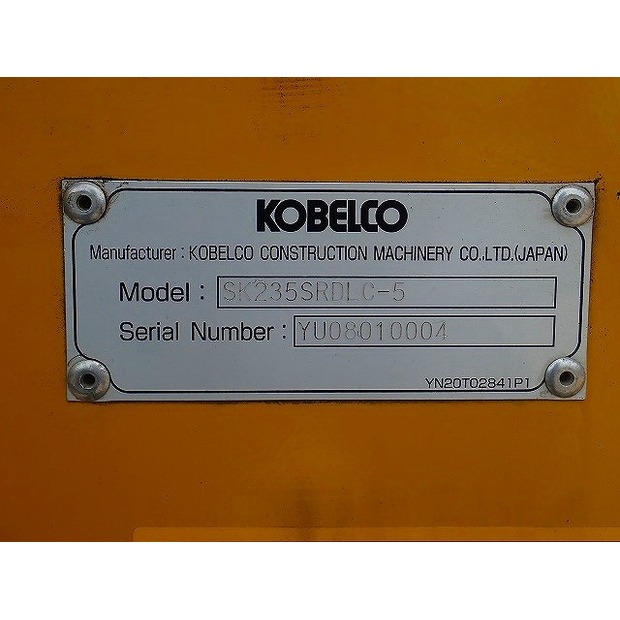 KOBELCO
Manufacturer : KOBELCO CONSTRUCTION MACHINERY CO.,LTD.(JAPAN)
Model : SK235SRDLC-5
Serial Number : YU08010004
YN20T02841P1